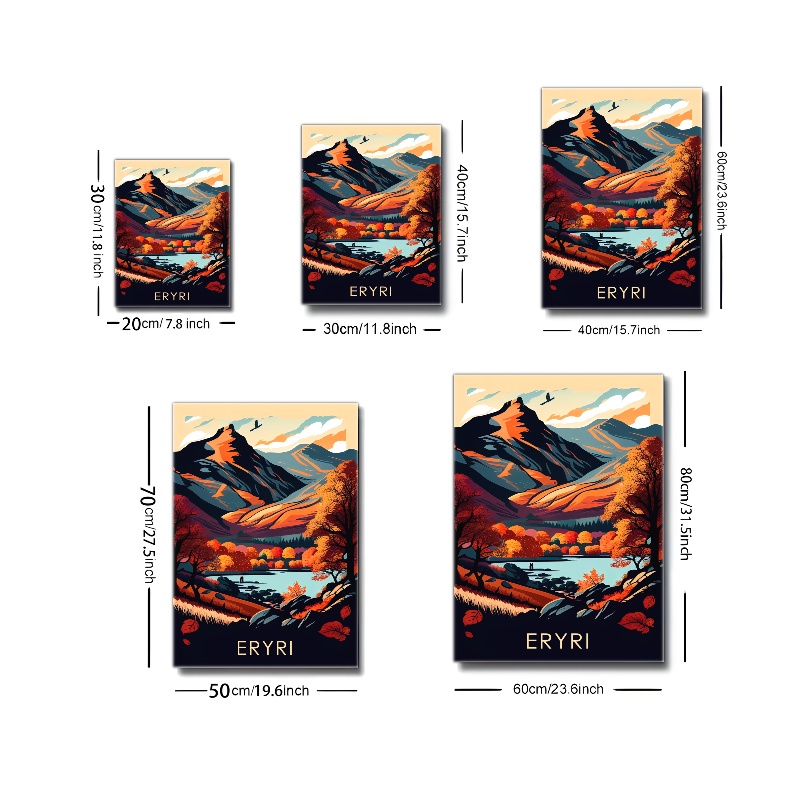 30cm/11.8 inch
ERYRI
20cm/ 7.8 inch
40cm/15.7inch
ERYRI
30cm/11.8inch
60cm/23.6inch
ERYRI
40cm/15.7inch
70cm/27.5inch
ERYRI
50cm/19.6inch
80cm/31.5inch
ERYRI
60cm/23.6inch